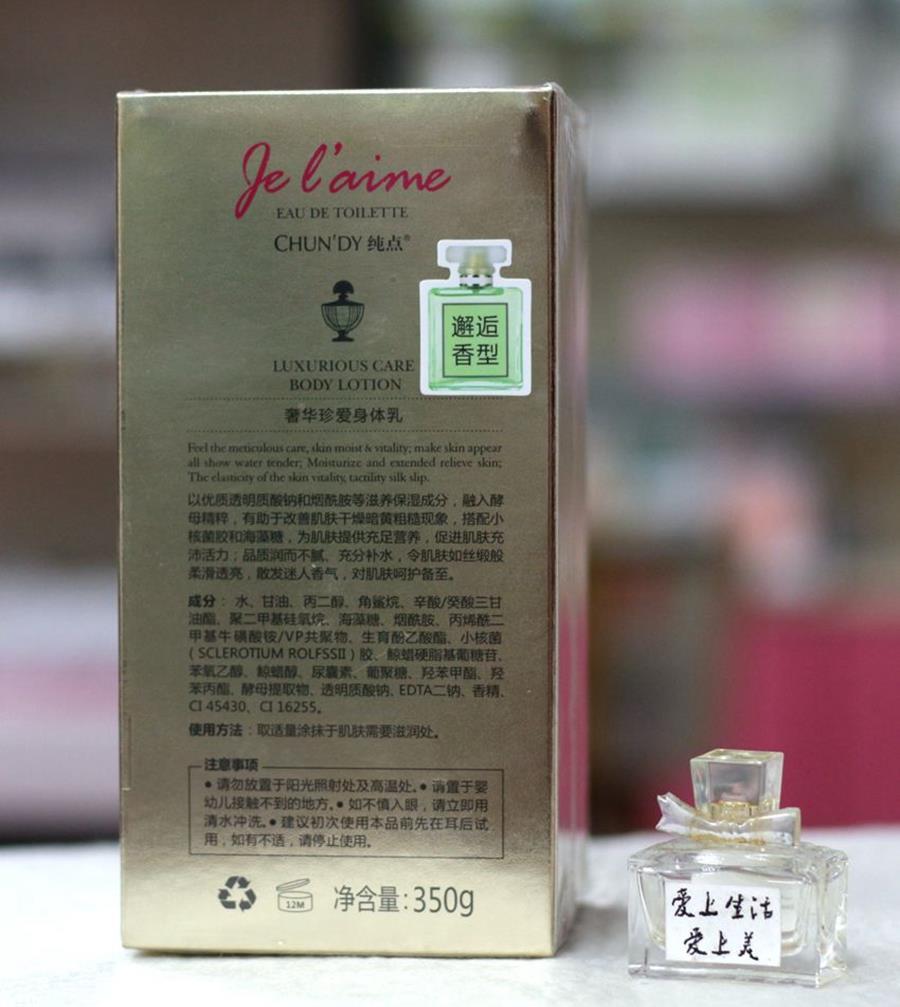 Je l'aime
EAU DE TOILETTE
CHUN'DY 纯点®
邂逅
香型
LUXURIOUS CARE
BODY LOTION
奢华珍爱身体乳
Feel the meticulous care, skin moist & vitality; make skin appear
all show water tender; Moisturize and extended relieve skin;
The elasticity of the skin vitality, tactility silk slip.
以优质透明质酸钠和烟酰胺等滋养保湿成分，融入酵
母精粹，有助于改善肌肤干燥暗黄粗糙现象，搭配小
核菌胶和海藻糖，为肌肤提供充足营养，促进肌肤充
沛活力；品质润而不腻、充分补水，令肌肤如丝缎般
柔滑透亮，散发迷人香气，对肌肤呵护备至。
成分：水、甘油、丙二醇、角鲨烷、辛酸/癸酸三甘
油酯、聚二甲基硅氧烷、海藻糖、烟酰胺、丙烯酰二
甲基牛磺酸铵/VP共聚物、生育酚乙酸酯、小核菌
(SCLEROTIUM ROLFSSII) 胶、鲸蜡硬脂基葡糖苷、
苯氧乙醇、鲸蜡醇、尿囊素、葡聚糖、羟苯甲酯、羟
苯丙酯、酵母提取物、透明质酸钠、EDTA二钠、香精、
CI 45430、CI 16255。
使用方法：取适量涂抹于肌肤需要滋润处。
注意事项
●请勿放置于阳光照射处及高温处。●请置于婴
幼儿接触不到的地方。●如不慎入眼，请立即用
清水冲洗。●建议初次使用本品前先在耳后试
用，如有不适，请停止使用。
12M
净含量：350g
爱上生活
爱上美